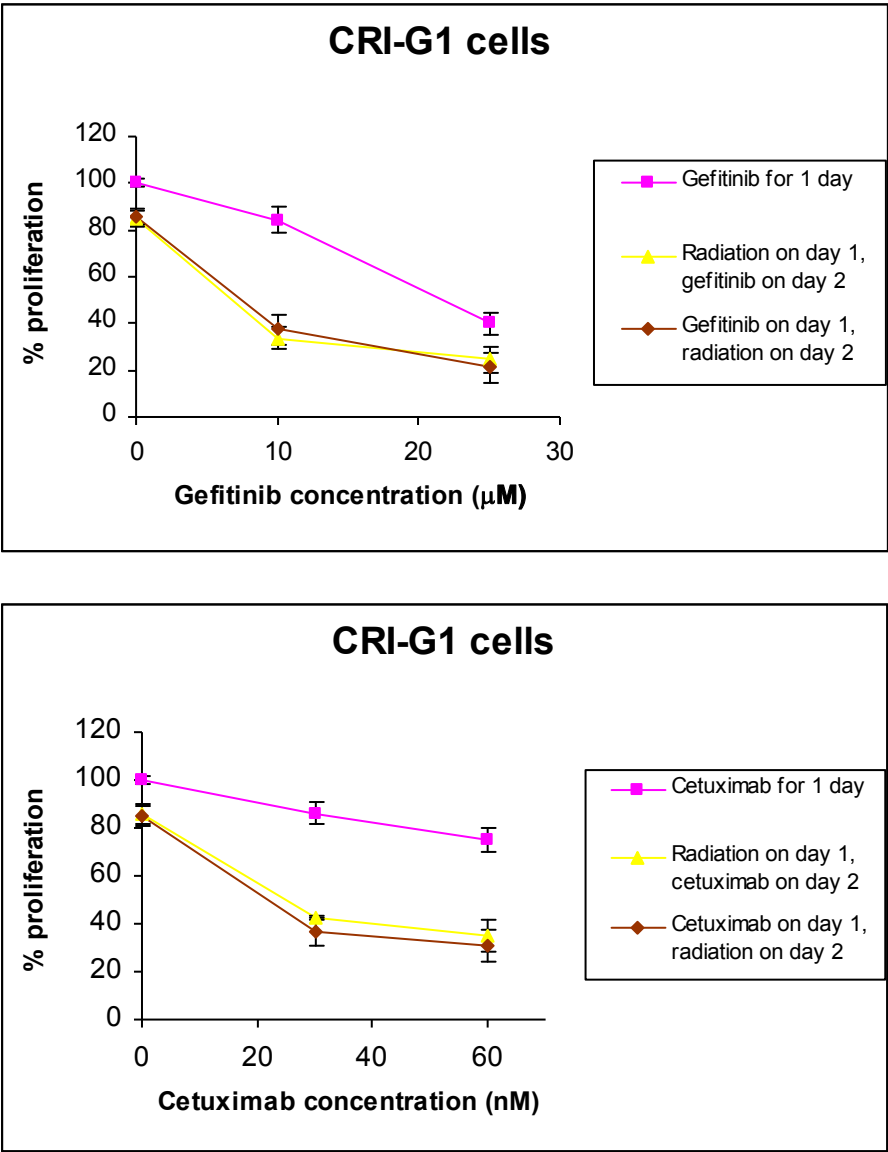 CRI-G1 cells
120
100
80
60
40
20
0
% proliferation
0 10 20 30
Gefitinib concentration (μM)
Gefitinib for 1 day
Radiation on day 1,
gefitinib on day 2
Gefitinib on day 1,
radiation on day 2
CRI-G1 cells
120
100
80
60
40
20
0
% proliferation
0 20 40 60
Cetuximab concentration (nM)
Cetuximab for 1 day
Radiation on day 1,
cetuximab on day 2
Cetuximab on day 1,
radiation on day 2